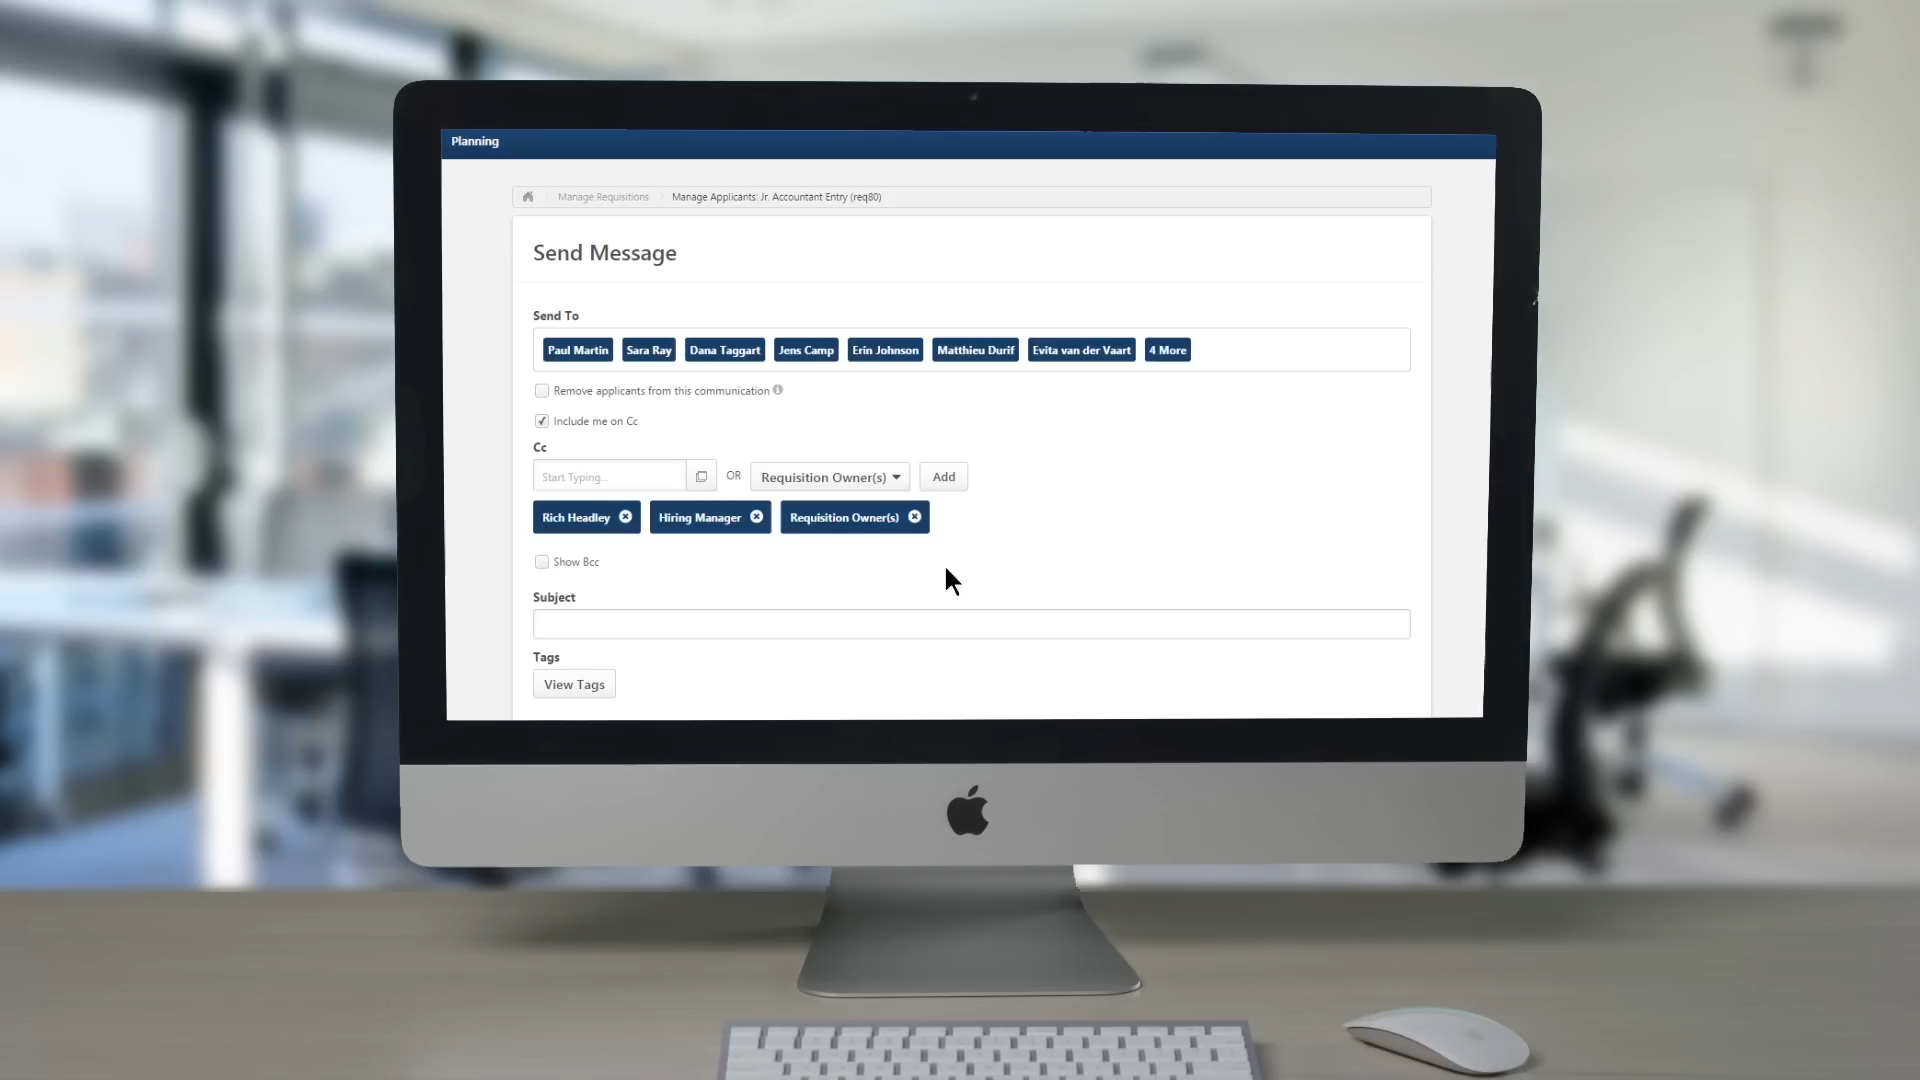 Planning
Manage Requisitions Manage Applicants: Jr. Accountant Entry (req80)
Send Message
Send To
Paul Martin Sara Ray Dana Taggart Jens Camp Erin Johnson Matthieu Durif Evita van der Vaart 4 More
Remove applicants from this communication
Include me on Cc
Cc
Start Typing... OR Requisition Owner(s) Add
Rich Headley Hiring Manager Requisition Owner(s)
Show Bcc
Subject
Tags
View Tags